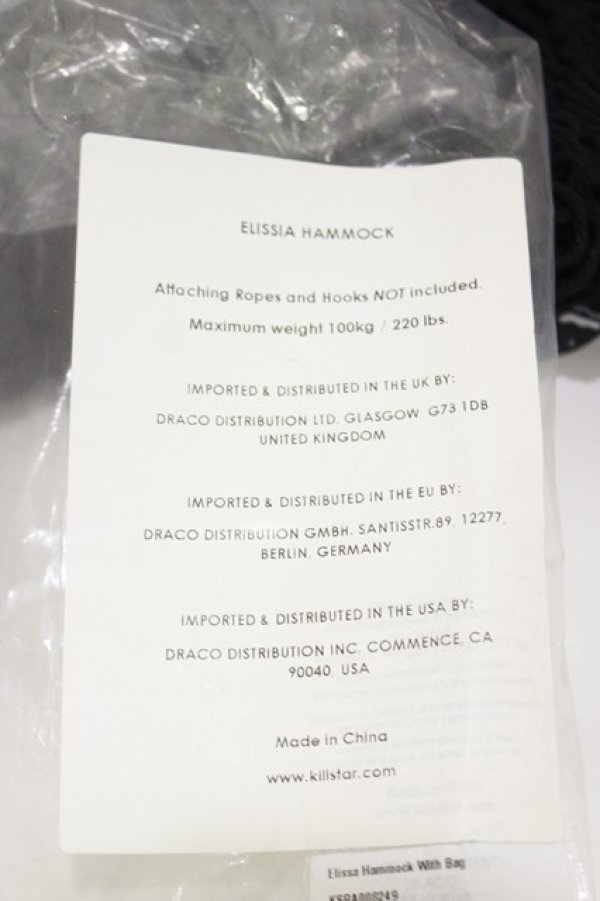 ELISSIA HAMMOCK
Attaching Ropes and Hooks NOT included.
Maximum weight 100kg / 220 lbs.
IMPORTED & DISTRIBUTED IN THE UK BY:
DRACO DISTRIBUTION LTD. GLASGOW. G73 1DB
UNITED KINGDOM
IMPORTED & DISTRIBUTED IN THE EU BY:
DRACO DISTRIBUTION GMBH. SANTISSTR.89, 12277,
BERLIN, GERMANY
IMPORTED & DISTRIBUTED IN THE USA BY:
DRACO DISTRIBUTION INC. COMMENCE, CA
90040, USA
Made in China
www.killstar.com
Elissa Hammock With Bag